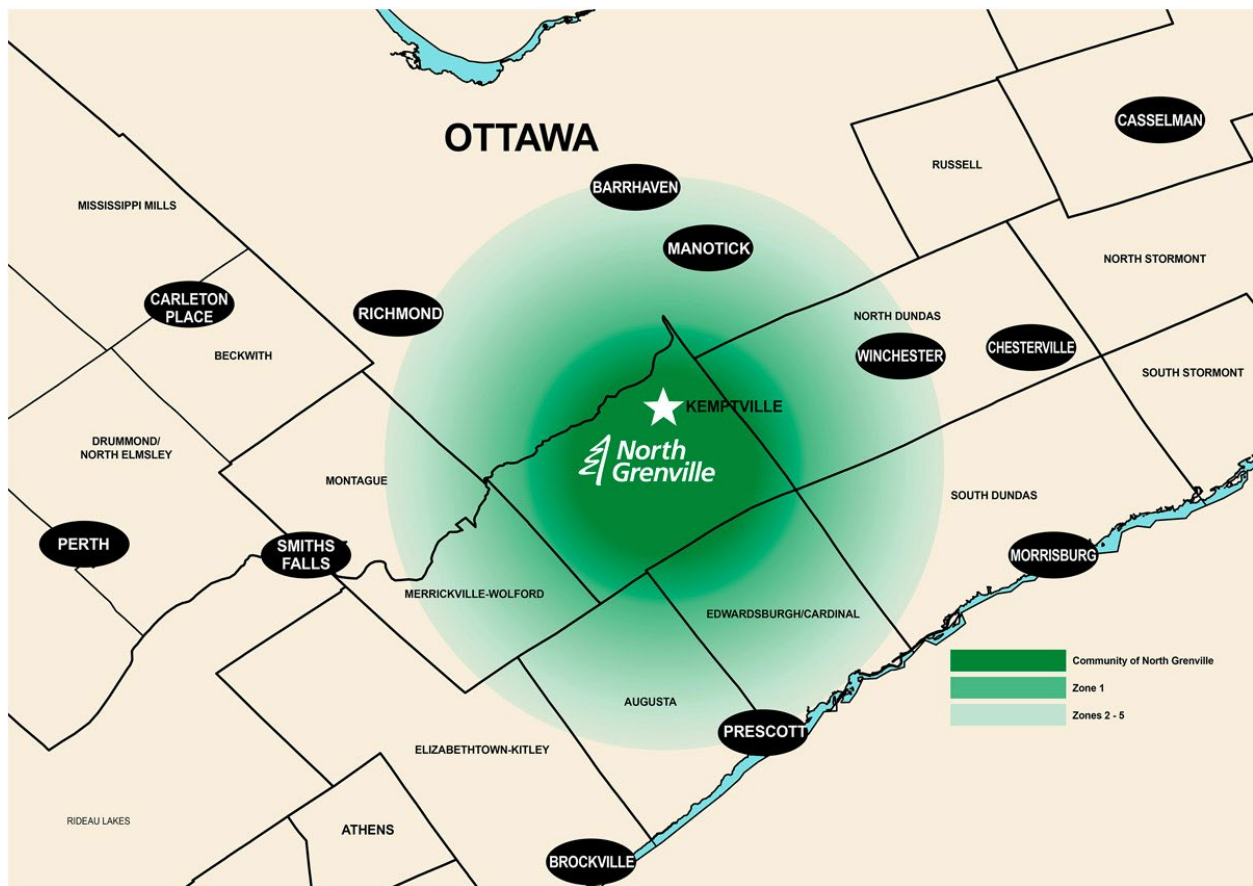 OTTAWA
CASSELMAN
RUSSELL
BARRHAVEN
MISSISSIPPI MILLS
MANOTICK
NORTH STORMONT
CARLETON
PLACE
RICHMOND
NORTH DUNDAS
BECKWITH
WINCHESTER
CHESTERVILLE
SOUTH STORMONT
KEMPTVILLE
North
Grenville
DRUMMOND/
NORTH ELMSLEY
MONTAGUE
SOUTH DUNDAS
PERTH
SMITHS
FALLS
MORRISBURG
MERRICKVILLE-WOLFORD
EDWARDSBURGH/CARDINAL
Community of North Grenville
Zone 1
Zones 2 - 5
AUGUSTA
PRESCOTT
ELIZABETHTOWN-KITLEY
RIDEAU LAKES
ATHENS
BROCKVILLE